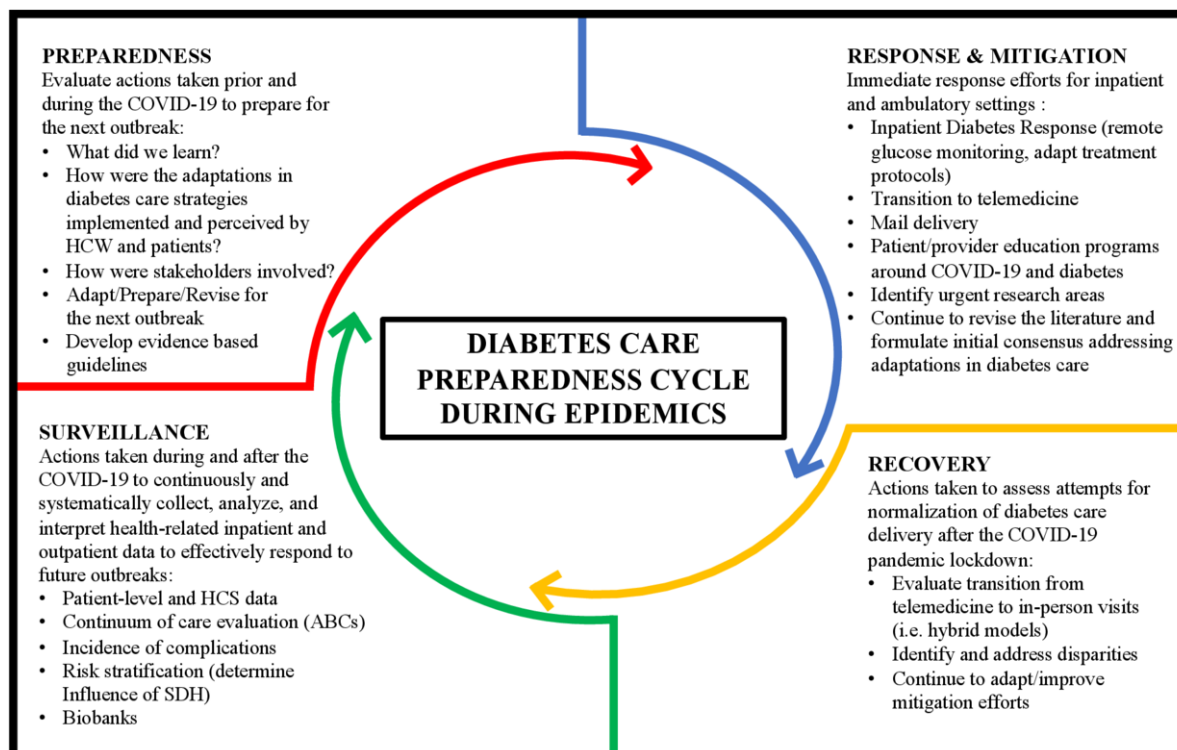 PREPAREDNESS
Evaluate actions taken prior and
during the COVID-19 to prepare for
the next outbreak:
• What did we learn?
• How were the adaptations in
diabetes care strategies
implemented and perceived by
HCW and patients?
• How were stakeholders involved?
• Adapt/Prepare/Revise for
the next outbreak
• Develop evidence based
guidelines
RESPONSE & MITIGATION
Immediate response efforts for inpatient
and ambulatory settings :
• Inpatient Diabetes Response (remote
glucose monitoring, adapt treatment
protocols)
• Transition to telemedicine
• Mail delivery
• Patient/provider education programs
around COVID-19 and diabetes
• Identify urgent research areas
• Continue to revise the literature and
formulate initial consensus addressing
adaptations in diabetes care
DIABETES CARE
PREPAREDNESS CYCLE
DURING EPIDEMICS
SURVEILLANCE
Actions taken during and after the
COVID-19 to continuously and
systematically collect, analyze, and
interpret health-related inpatient and
outpatient data to effectively respond to
future outbreaks:
• Patient-level and HCS data
• Continuum of care evaluation (ABCs)
• Incidence of complications
• Risk stratification (determine
Influence of SDH)
• Biobanks
RECOVERY
Actions taken to assess attempts for
normalization of diabetes care
delivery after the COVID-19
pandemic lockdown:
• Evaluate transition from
telemedicine to in-person visits
(i.e. hybrid models)
• Identify and address disparities
• Continue to adapt/improve
mitigation efforts